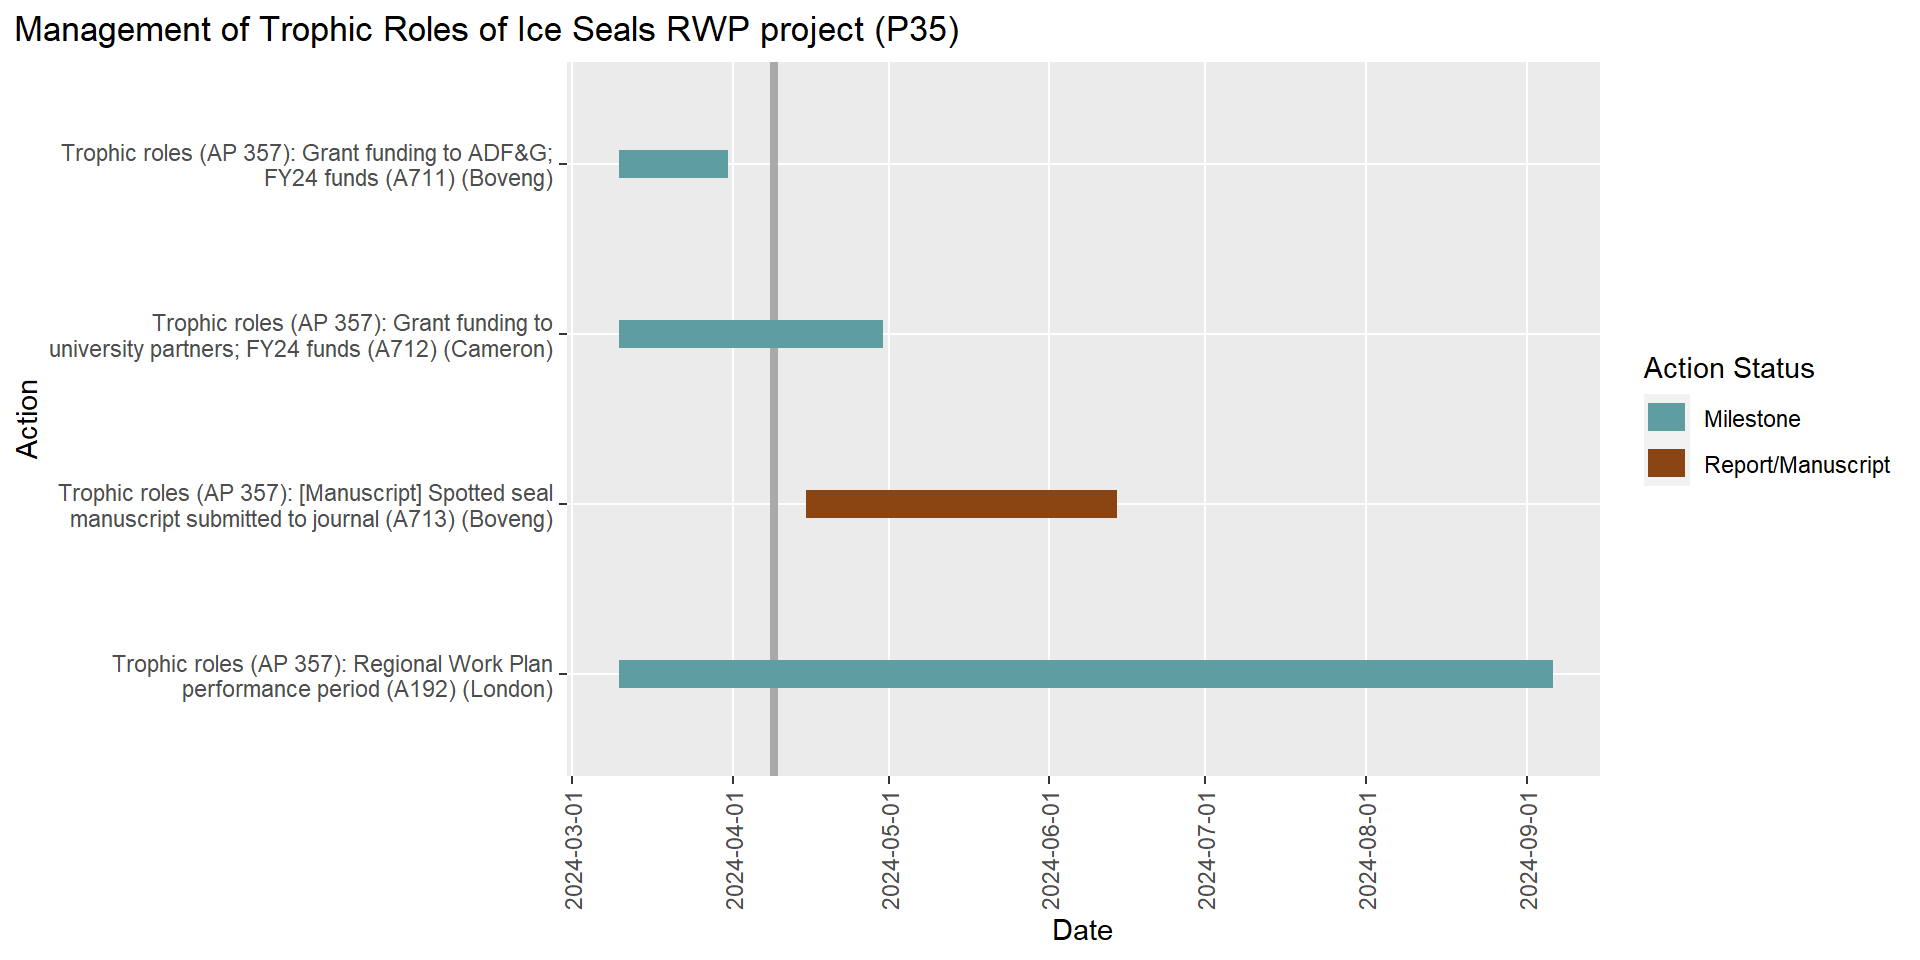 Management of Trophic Roles of Ice Seals RWP project (P35)
Action
Trophic roles (AP 357): Grant funding to ADF&G;
FY24 funds (A711) (Boveng)
Trophic roles (AP 357): Grant funding to
university partners; FY24 funds (A712) (Cameron)
Trophic roles (AP 357): [Manuscript] Spotted seal
manuscript submitted to journal (A713) (Boveng)
Trophic roles (AP 357): Regional Work Plan
performance period (A192) (London)
2024-03-01
2024-04-01
2024-05-01
2024-06-01
2024-07-01
2024-08-01
2024-09-01
Date
Action Status
Milestone
Report/Manuscript